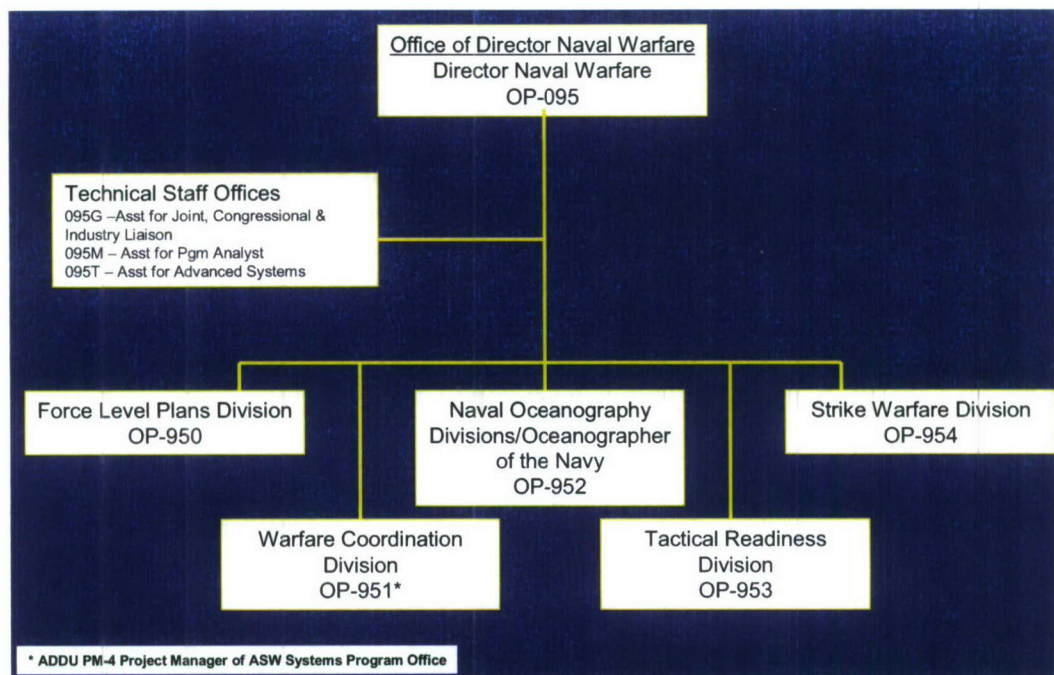 Office of Director Naval Warfare
Director Naval Warfare
OP-095
Technical Staff Offices
095G –Asst for Joint, Congressional &
Industry Liaison
095M – Asst for Pgm Analyst
095T – Asst for Advanced Systems
Force Level Plans Division
OP-950
Naval Oceanography
Divisions/Oceanographer
of the Navy
OP-952
Strike Warfare Division
OP-954
Warfare Coordination
Division
OP-951*
Tactical Readiness
Division
OP-953
* ADDU PM-4 Project Manager of ASW Systems Program Office